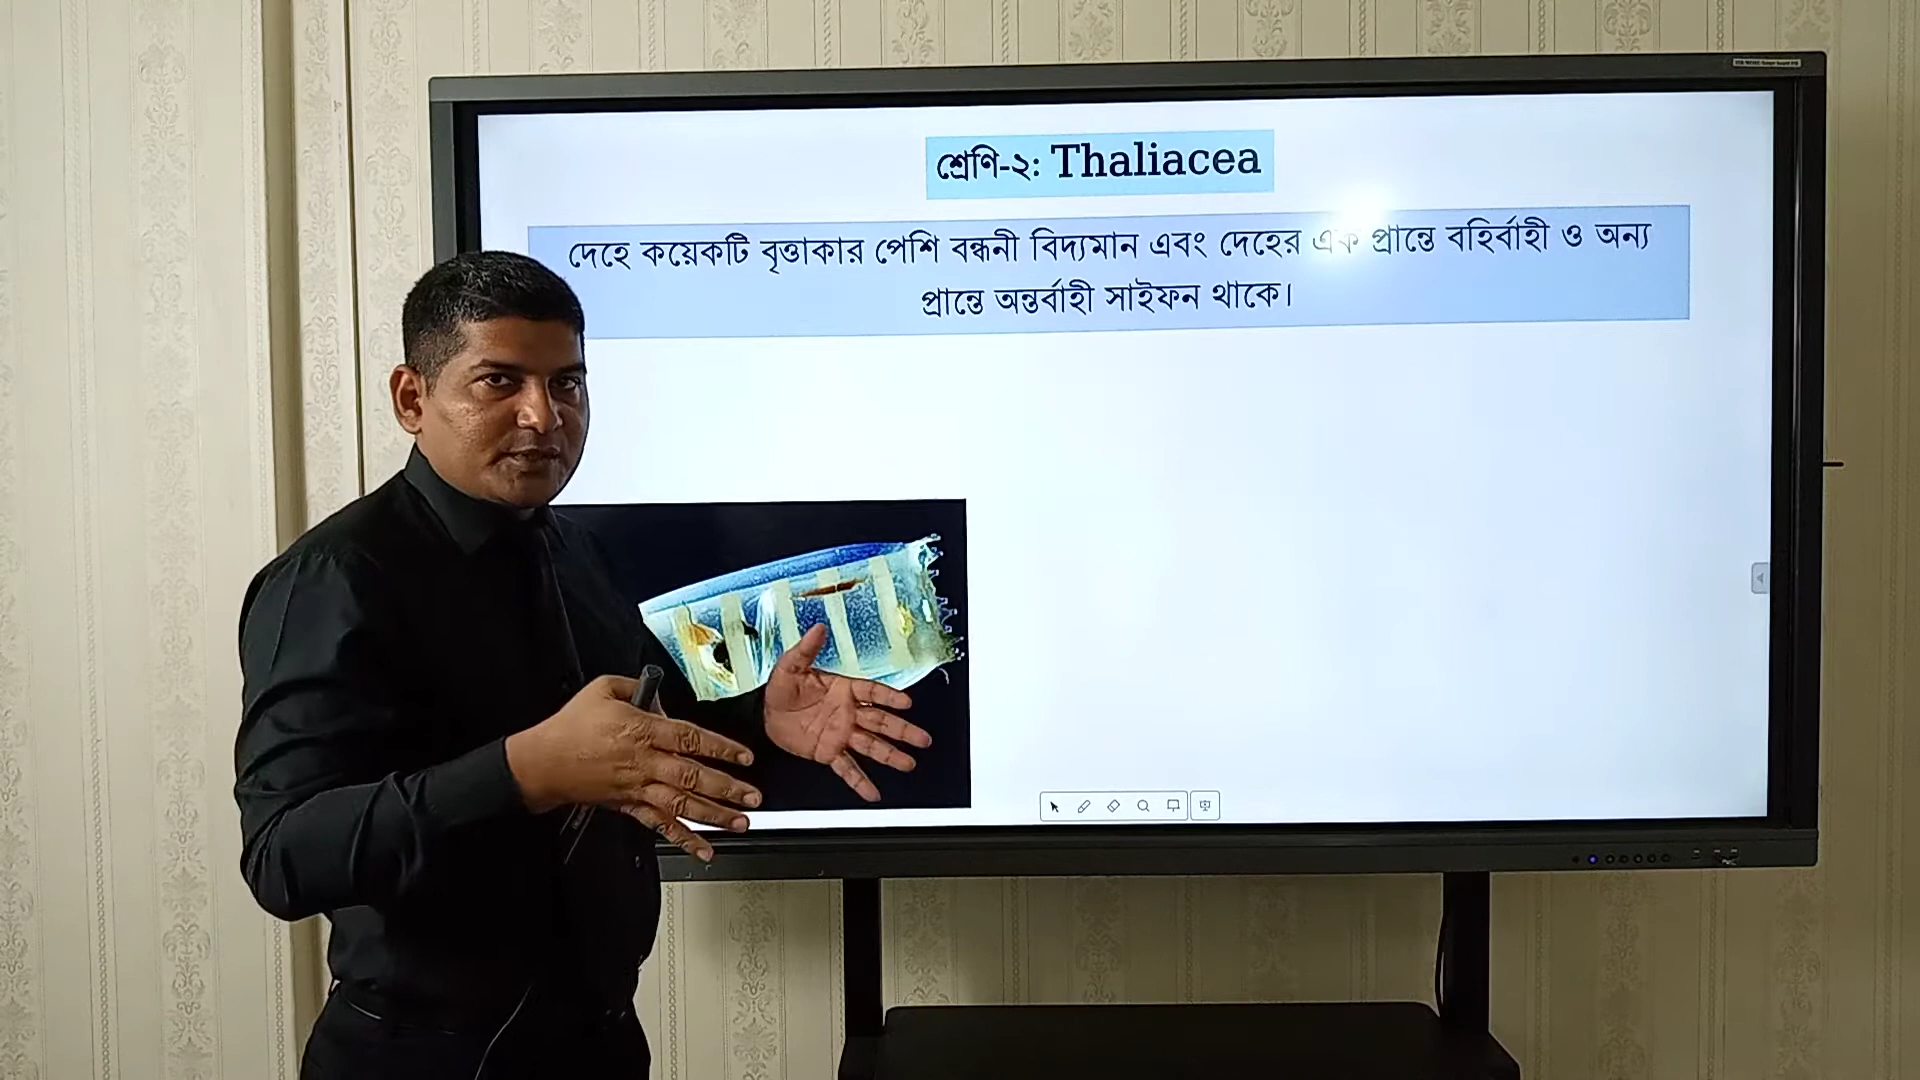 শ্রেণি-২: Thaliacea
দেহে কয়েকটি বৃত্তাকার পেশি বন্ধনী বিদ্যমান এবং দেহের এক প্রান্তে বহির্বাহী ও অন্য
প্রান্তে অন্তর্বাহী সাইফন থাকে।